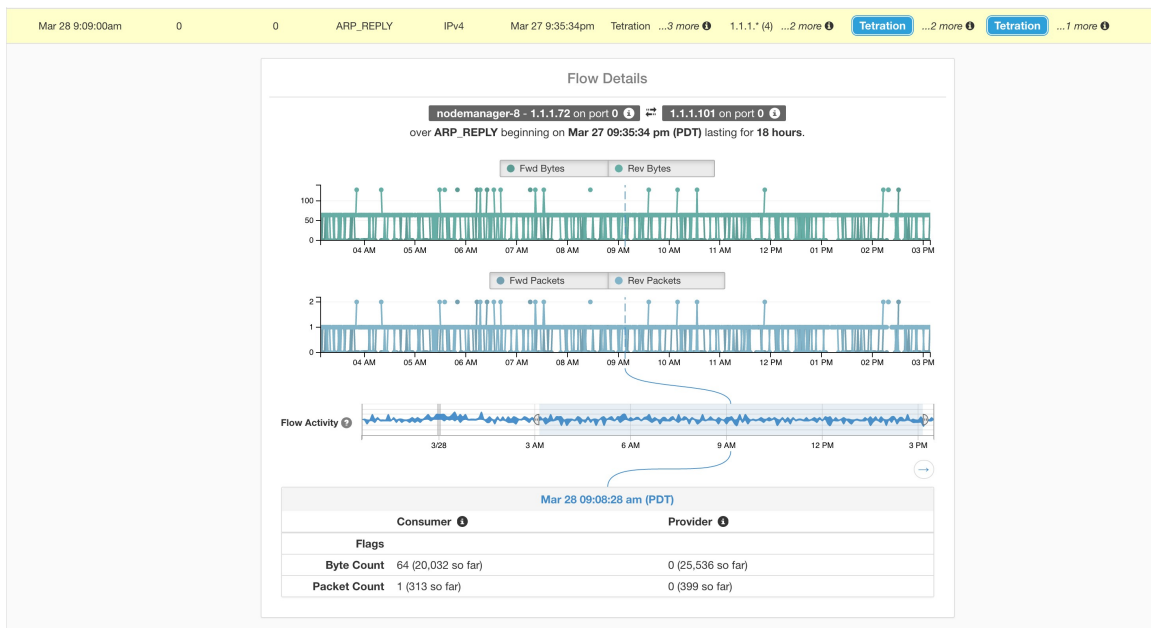 Mar 28 9:09:00am 0 0 ARP_REPLY IPv4 Mar 27 9:35:34pm Tetration ...3 more 1.1.1.* (4) ...2 more Tetration ...2 more Tetration ...1 more
Flow Details
nodemanager-8 - 1.1.1.72 on port 0 1.1.1.101 on port 0
over ARP_REPLY beginning on Mar 27 09:35:34 pm (PDT) lasting for 18 hours.
Fwd Bytes Rev Bytes
100
50
0
04 AM 05 AM 06 AM 07 AM 08 AM 09 AM 10 AM 11 AM 12 PM 01 PM 02 PM 03 PM
Fwd Packets Rev Packets
2
1
0
04 AM 05 AM 06 AM 07 AM 08 AM 09 AM 10 AM 11 AM 12 PM 01 PM 02 PM 03 PM
Flow Activity
3/28 3 AM 6 AM 9 AM 12 PM 3 PM
Mar 28 09:08:28 am (PDT)
Consumer Provider
Flags
Byte Count 64 (20,032 so far) 0 (25,536 so far)
Packet Count 1 (313 so far) 0 (399 so far)